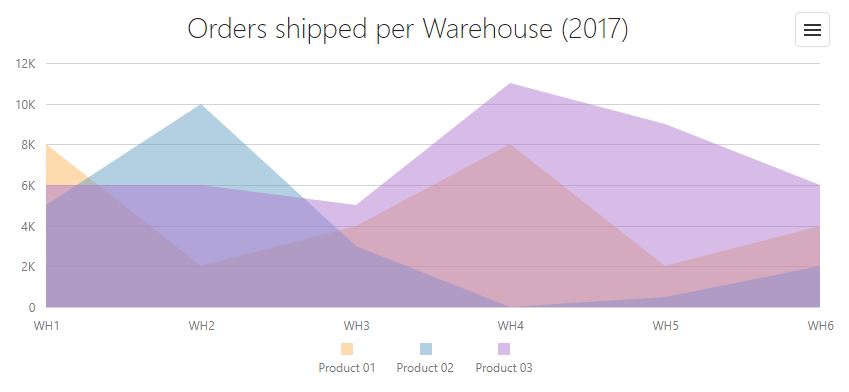 Orders shipped per Warehouse (2017)
12K
10K
8K
6K
4K
2K
0
WH1 WH2 WH3 WH4 WH5 WH6
Product 01 Product 02 Product 03